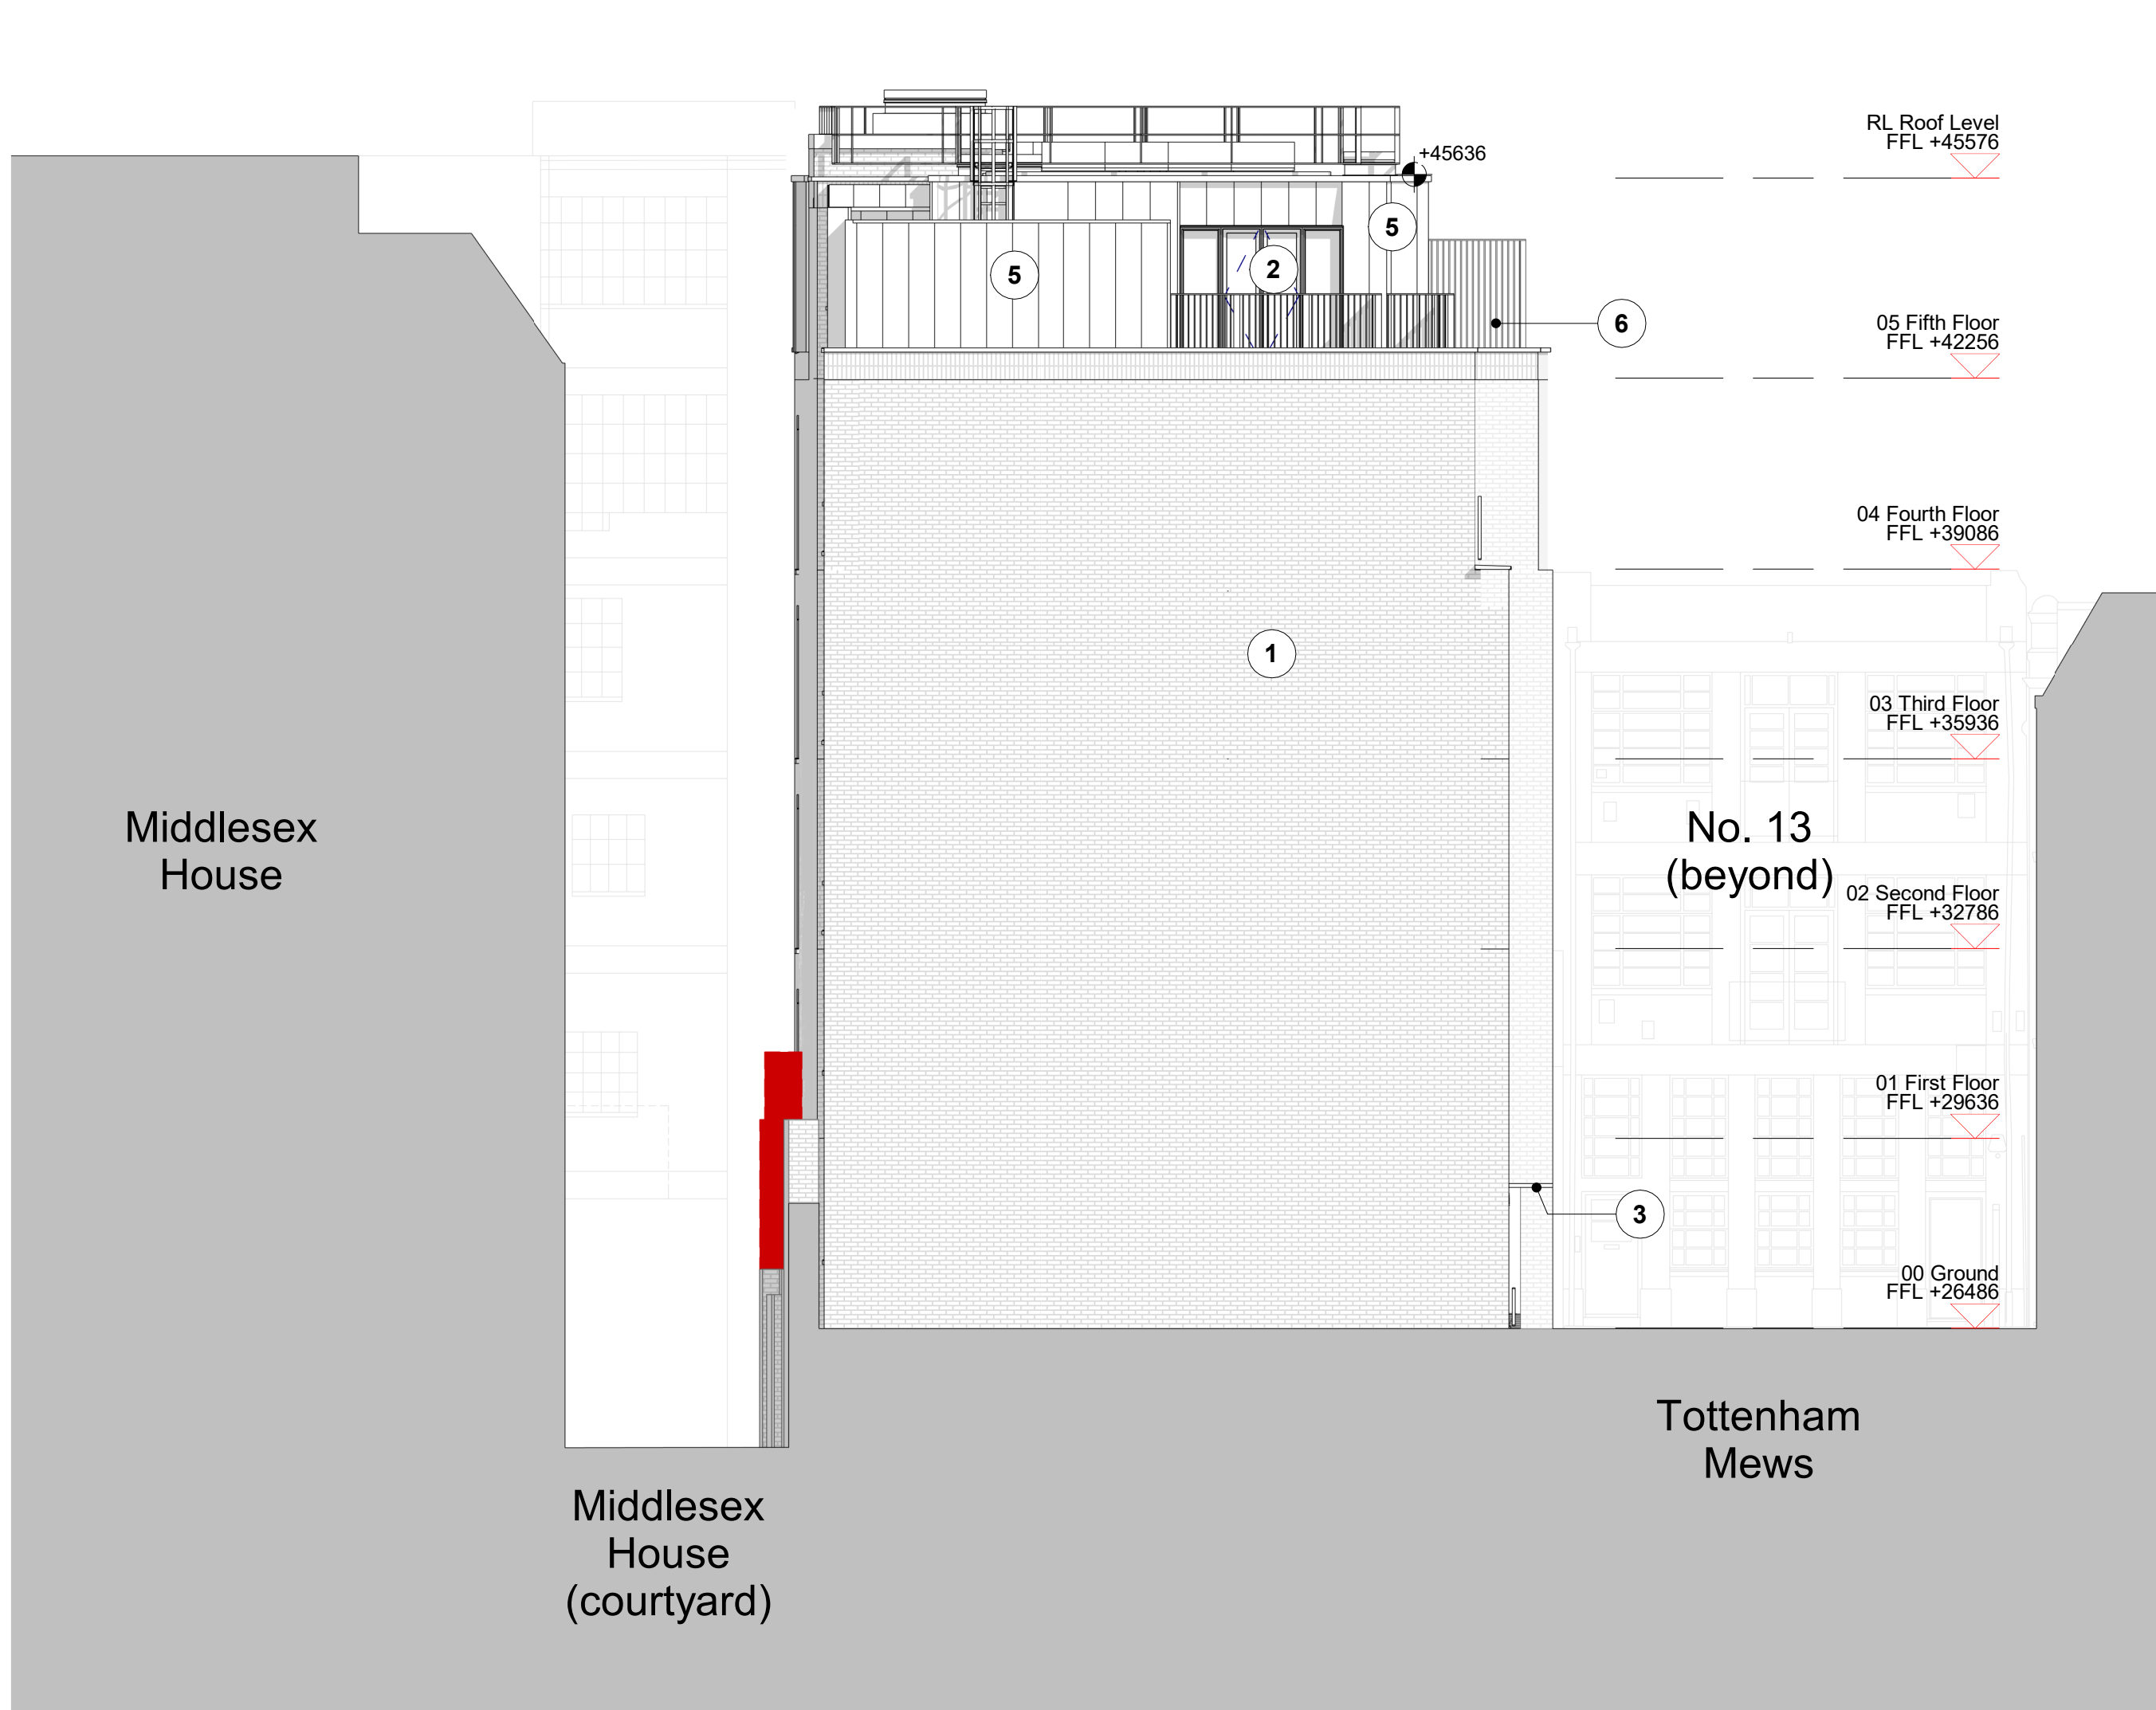 RL Roof Level
FFL +45576
+45636
5
5
2
6
05 Fifth Floor
FFL +42256
04 Fourth Floor
FFL +39086
1
03 Third Floor
FFL +35936
Middlesex
House
No. 13
(beyond)
02 Second Floor
FFL +32786
01 First Floor
FFL +29636
3
00 Ground
FFL +26486
Tottenham
Mews
Middlesex
House
(courtyard)